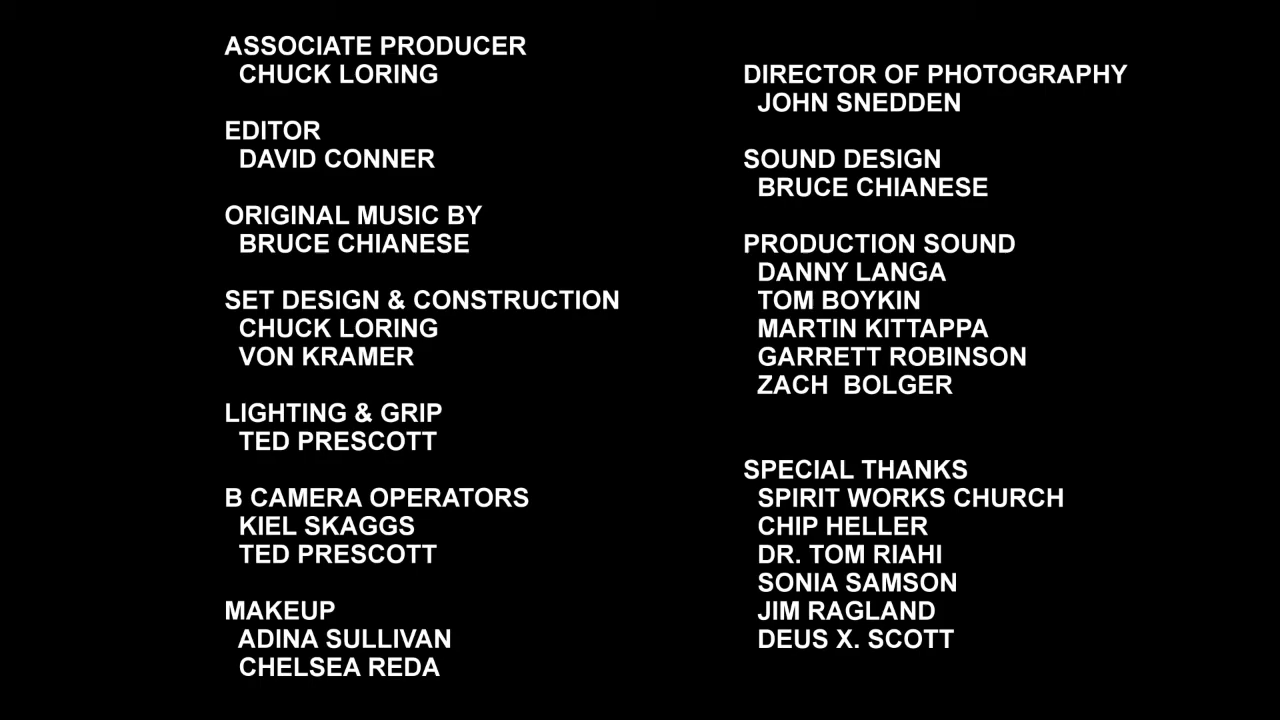 ASSOCIATE PRODUCER
CHUCK LORING
EDITOR
DAVID CONNER
ORIGINAL MUSIC BY
BRUCE CHIANESE
SET DESIGN & CONSTRUCTION
CHUCK LORING
VON KRAMER
LIGHTING & GRIP
TED PRESCOTT
B CAMERA OPERATORS
KIEL SKAGGS
TED PRESCOTT
MAKEUP
ADINA SULLIVAN
CHELSEA REDA
DIRECTOR OF PHOTOGRAPHY
JOHN SNEDDEN
SOUND DESIGN
BRUCE CHIANESE
PRODUCTION SOUND
DANNY LANGA
TOM BOYKIN
MARTIN KITTAPPA
GARRETT ROBINSON
ZACH  BOLGER
SPECIAL THANKS
SPIRIT WORKS CHURCH
CHIP HELLER
DR. TOM RIAHI
SONIA SAMSON
JIM RAGLAND
DEUS X. SCOTT